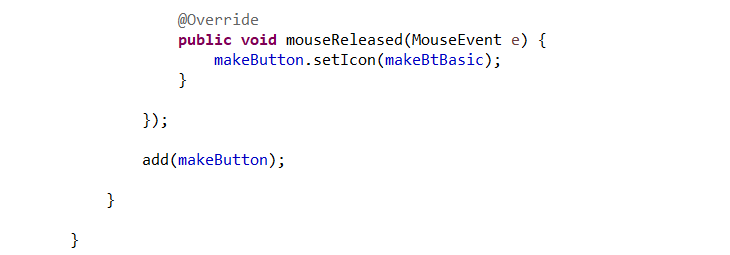 @Override
public void mouseReleased(MouseEvent e) {
makeButton.setIcon(makeBtBasic);
}
});
add(makeButton);
}
}